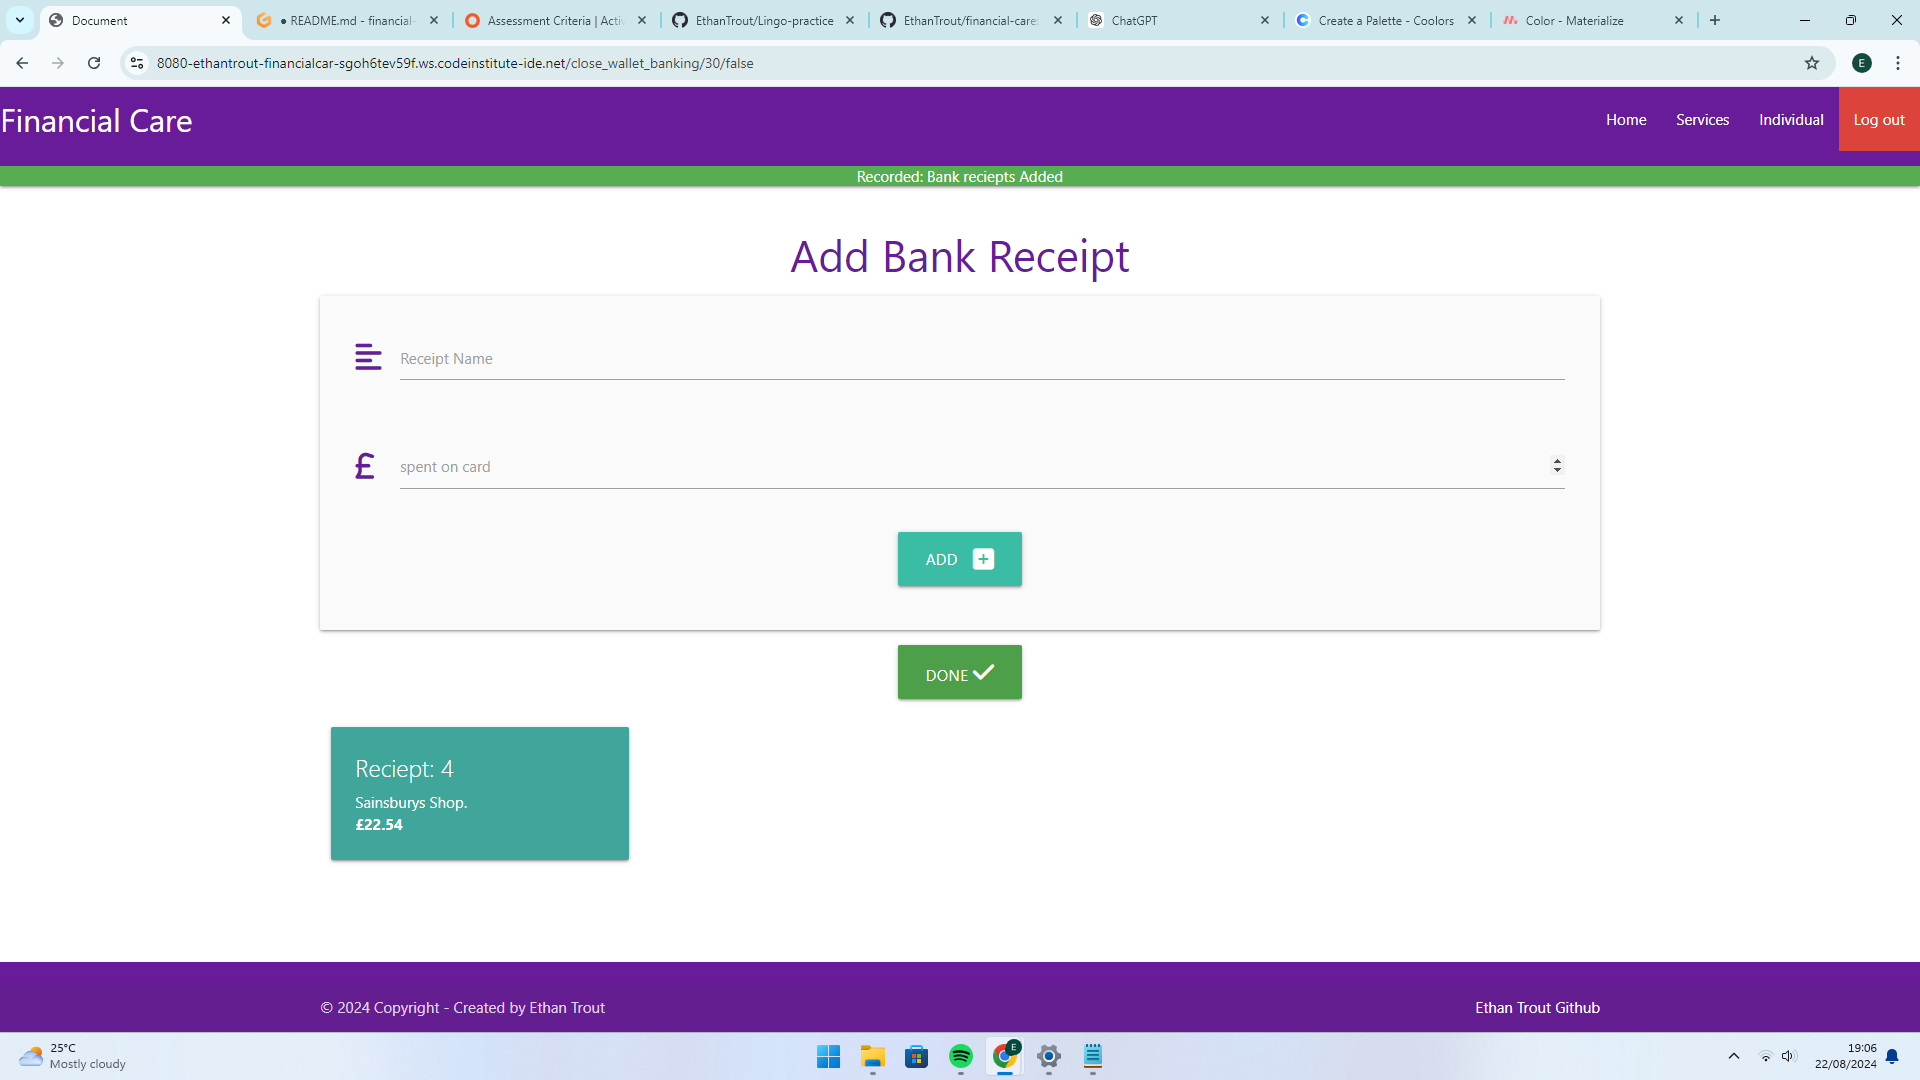 Document
● README.md - financial-
Assessment Criteria | Activ
EthanTrout/Lingo-practice
EthanTrout/financial-care
ChatGPT
Create a Palette - Coolors
Color - Materialize
8080-ethantrout-financialcar-sgoh6tev59f.ws.codeinstitute-ide.net/close_wallet_banking/30/false
E
Financial Care
Home
Services
Individual
Log out
Recorded: Bank reciepts Added
Add Bank Receipt
Receipt Name
£
spent on card
ADD
DONE
Reciept: 4
Sainsburys Shop.
£22.54
© 2024 Copyright - Created by Ethan Trout
Ethan Trout Github
25°C
Mostly cloudy
E
19:06
22/08/2024